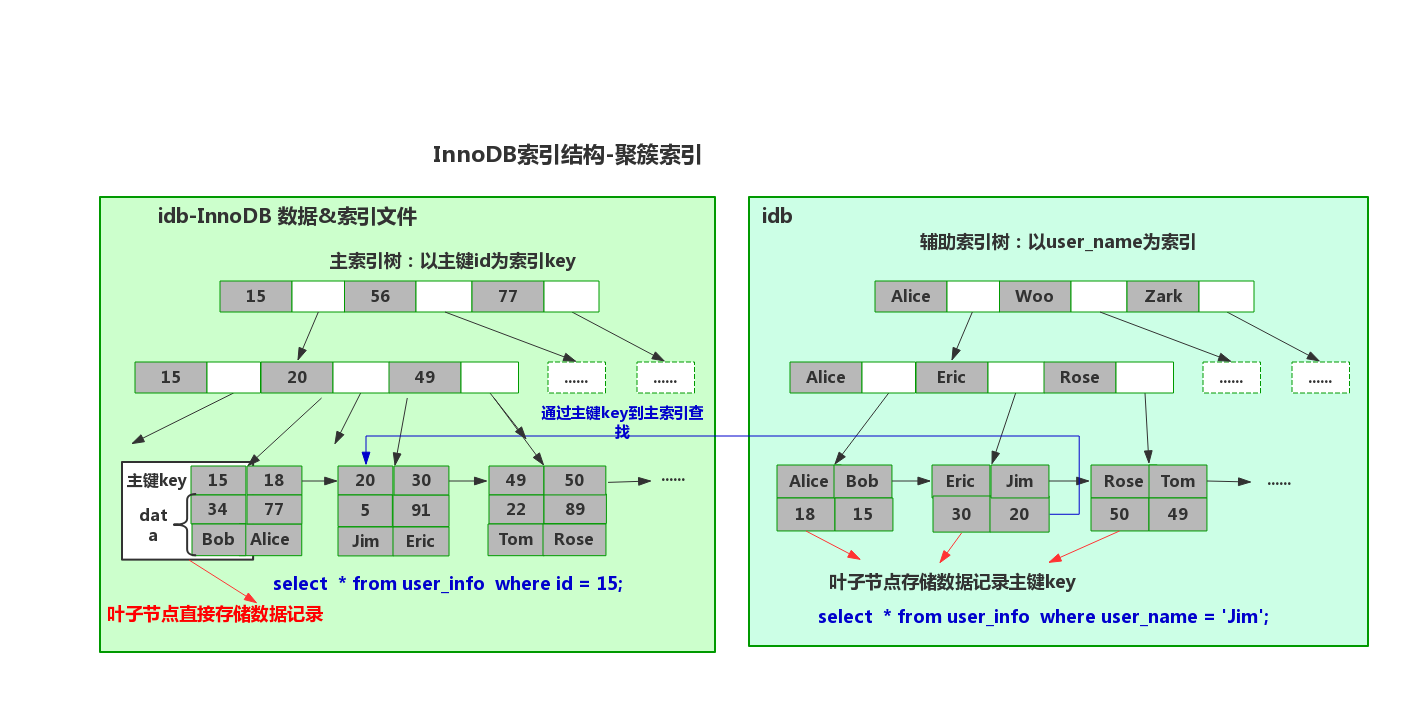 InnoDB索引结构-聚簇索引
idb-InnoDB 数据&索引文件
主索引树：以主键id为索引key
15 56 77
15 20 49 ...... ......
通过主键key到主索引查
找
主键key 15 18 20 30 49 50 ......
dat
a
34 77 5 91 22 89
Bob Alice Jim Eric Tom Rose
select * from user_info where id = 15;
叶子节点直接存储数据记录
idb
辅助索引树：以user_name为索引
Alice Woo Zark
Alice Eric Rose ...... ......
Alice Bob Eric Jim Rose Tom ......
18 15 30 20 50 49
叶子节点存储数据记录主键key
select * from user_info where user_name = 'Jim';